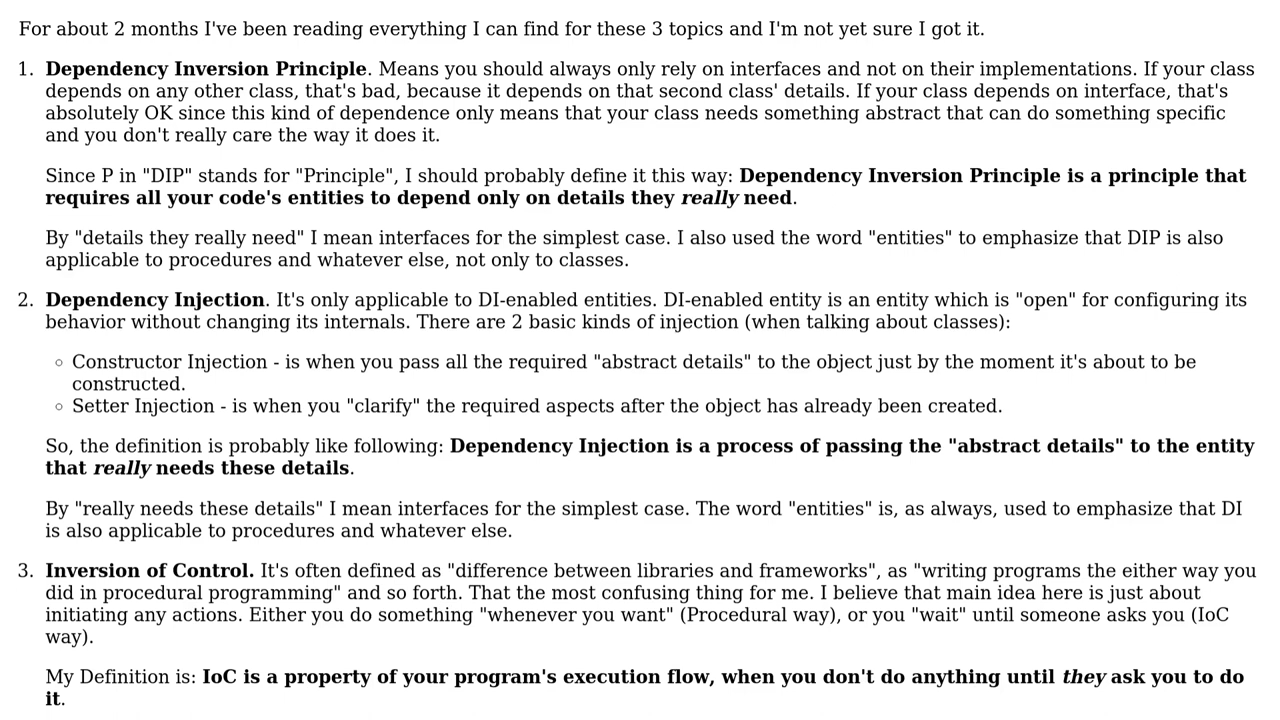 For about 2 months I've been reading everything I can find for these 3 topics and I'm not yet sure I got it.
1. Dependency Inversion Principle. Means you should always only rely on interfaces and not on their implementations. If your class
depends on any other class, that's bad, because it depends on that second class' details. If your class depends on interface, that's
absolutely OK since this kind of dependence only means that your class needs something abstract that can do something specific
and you don't really care the way it does it.
Since P in "DIP" stands for "Principle", I should probably define it this way: Dependency Inversion Principle is a principle that
requires all your code's entities to depend only on details they really need.
By "details they really need" I mean interfaces for the simplest case. I also used the word "entities" to emphasize that DIP is also
applicable to procedures and whatever else, not only to classes.
2. Dependency Injection. It's only applicable to DI-enabled entities. DI-enabled entity is an entity which is "open" for configuring its
behavior without changing its internals. There are 2 basic kinds of injection (when talking about classes):
◦ Constructor Injection - is when you pass all the required "abstract details" to the object just by the moment it's about to be
constructed.
◦ Setter Injection - is when you "clarify" the required aspects after the object has already been created.
So, the definition is probably like following: Dependency Injection is a process of passing the "abstract details" to the entity
that really needs these details.
By "really needs these details" I mean interfaces for the simplest case. The word "entities" is, as always, used to emphasize that DI
is also applicable to procedures and whatever else.
3. Inversion of Control. It's often defined as "difference between libraries and frameworks", as "writing programs the either way you
did in procedural programming" and so forth. That the most confusing thing for me. I believe that main idea here is just about
initiating any actions. Either you do something "whenever you want" (Procedural way), or you "wait" until someone asks you (IoC
way).
My Definition is: IoC is a property of your program's execution flow, when you don't do anything until they ask you to do
it.